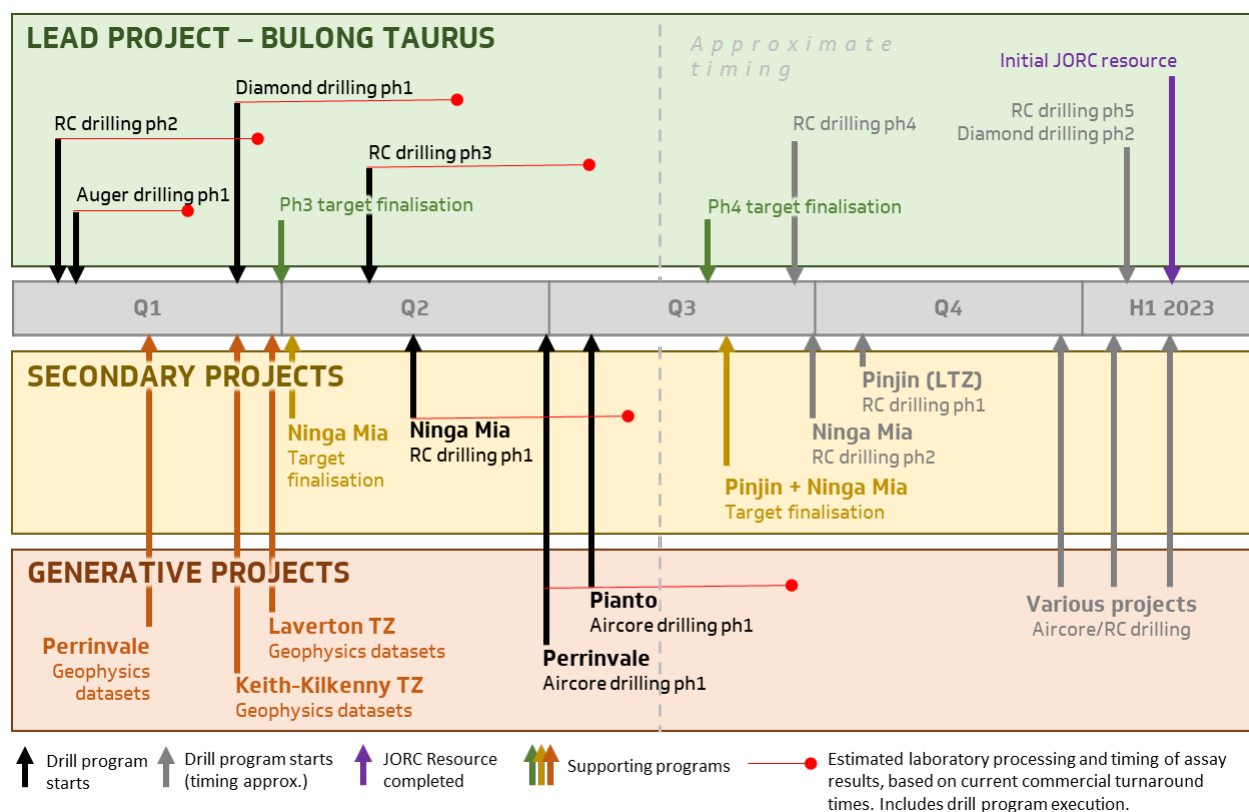 LEAD PROJECT – BULONG TAURUS
Approximate
timing
Initial JORC resource
Diamond drilling ph1
RC drilling ph5
Diamond drilling ph2
RC drilling ph2
RC drilling ph4
RC drilling ph3
Auger drilling ph1
Ph3 target finalisation
Ph4 target finalisation
Q1
Q2
Q3
Q4
H1 2023
SECONDARY PROJECTS
Pinjin (LTZ)
RC drilling ph1
Ninga Mia
Target
finalisation
Ninga Mia
RC drilling ph1
Ninga Mia
RC drilling ph2
Pinjin + Ninga Mia
Target finalisation
GENERATIVE PROJECTS
Pianto
Aircore drilling ph1
Various projects
Aircore/RC drilling
Laverton TZ
Geophysics datasets
Perrinvale
Geophysics
datasets
Perrinvale
Aircore drilling ph1
Keith-Kilkenny TZ
Geophysics datasets
Drill program
starts
Drill program starts
(timing approx.)
JORC Resource
completed
Supporting programs
Estimated laboratory processing and timing of assay
results, based on current commercial turnaround
times. Includes drill program execution.